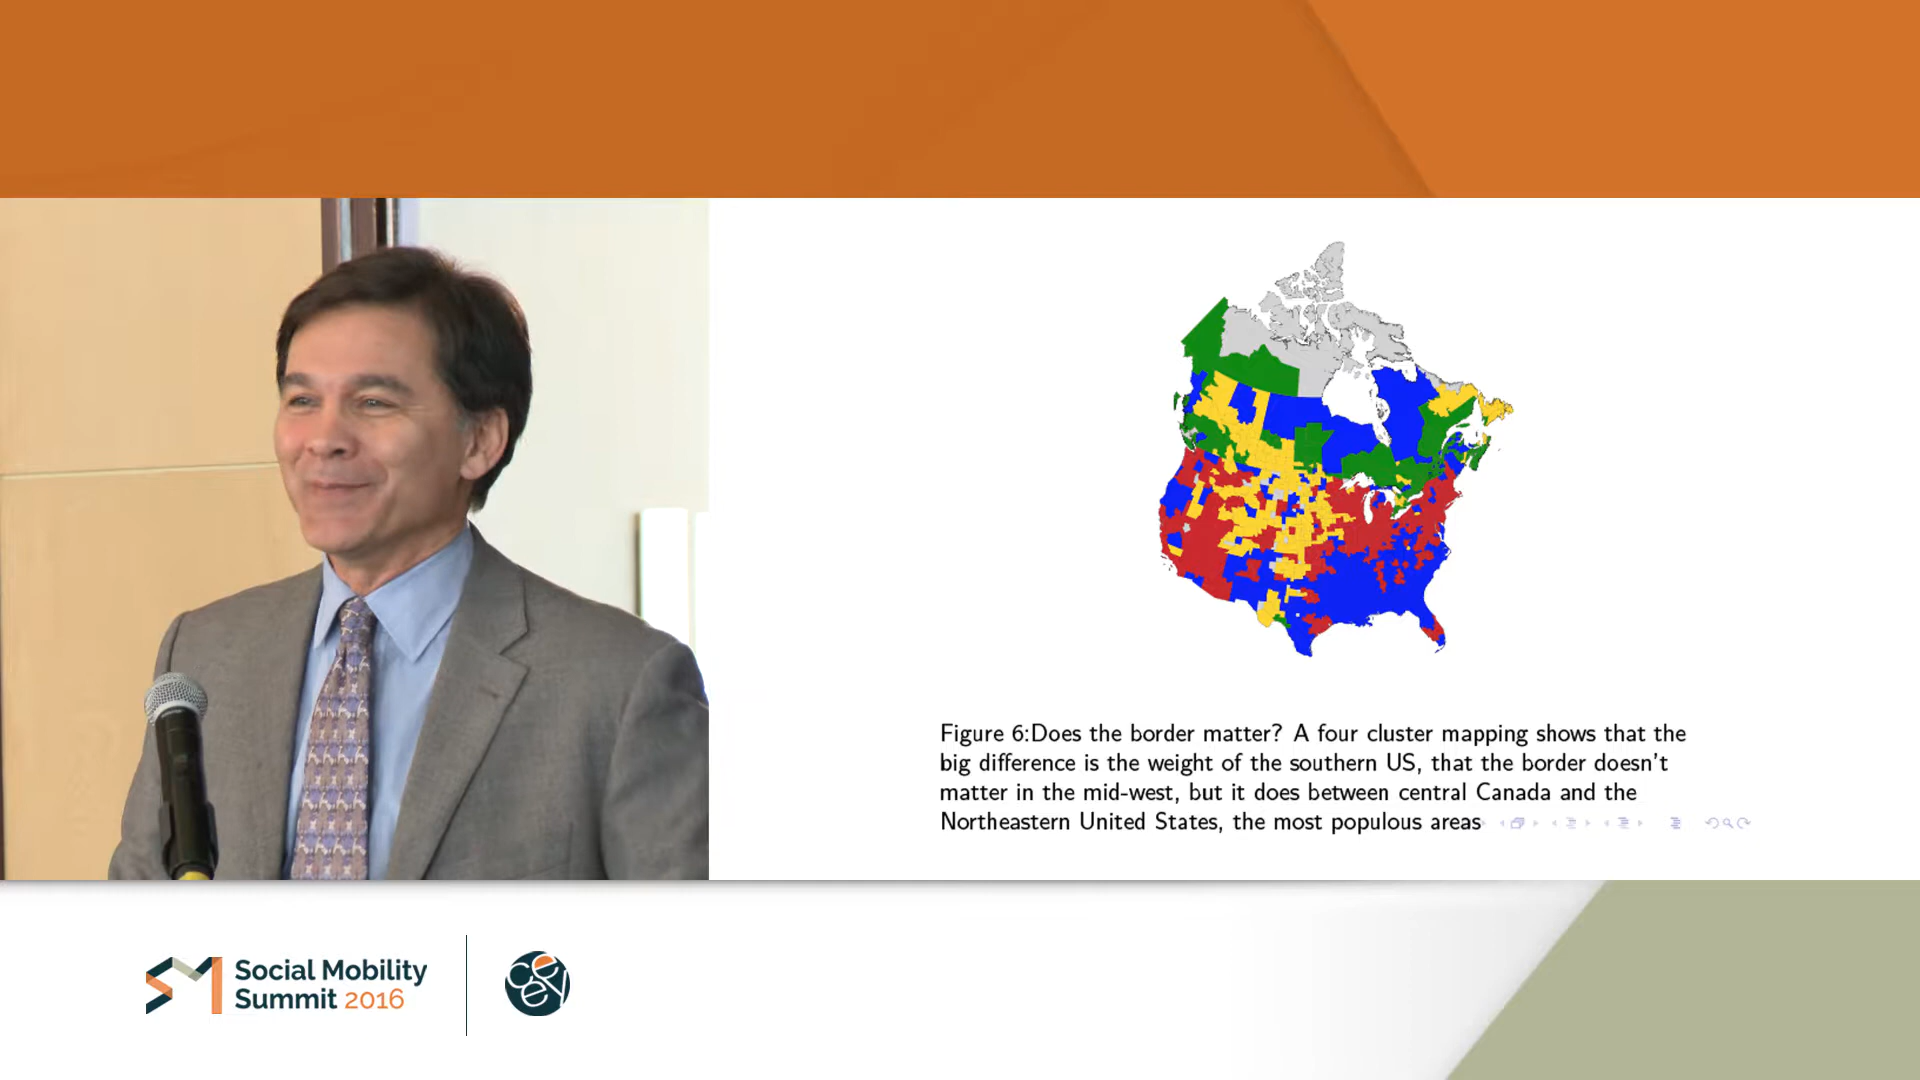 Figure 6:Does the border matter? A four cluster mapping shows that the
big difference is the weight of the southern US, that the border doesn't
matter in the mid-west, but it does between central Canada and the
Northeastern United States, the most populous areas
Social Mobility
Summit 2016
ceey